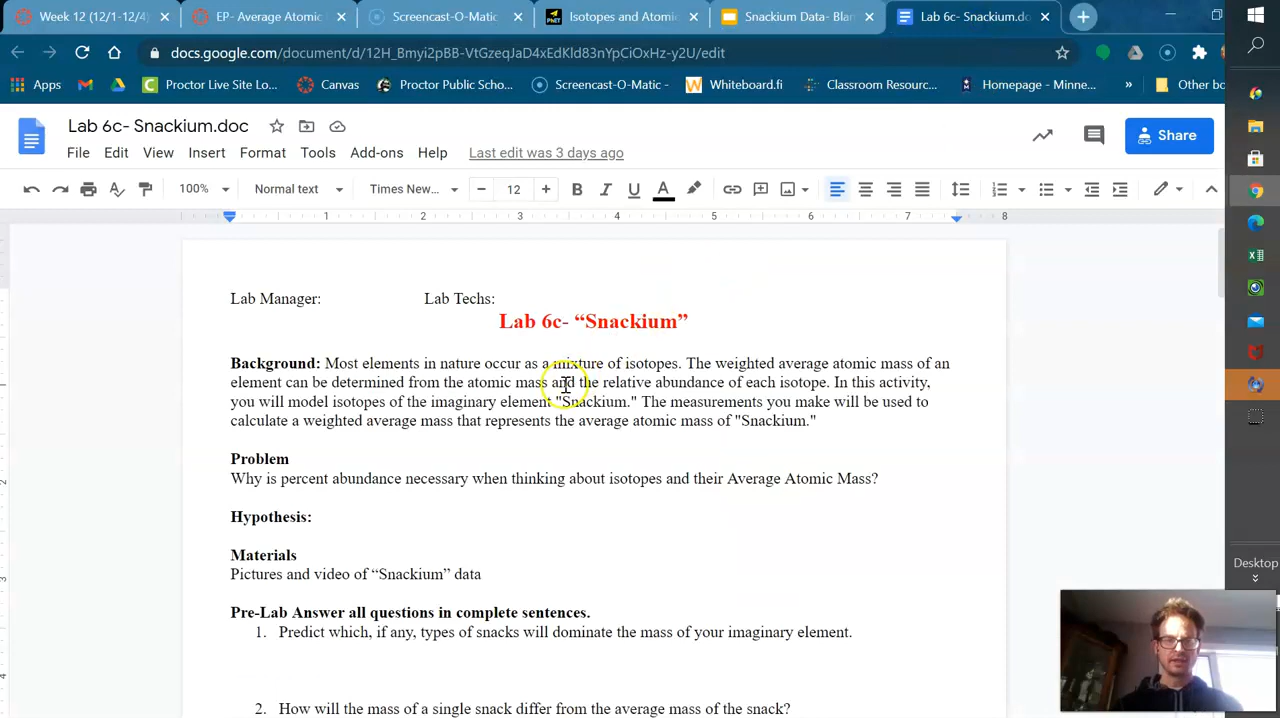 Week 12 (12/1-12/4)
EP- Average Atomic
Screencast-O-Matic
Isotopes and Atomic
Snackium Data- Blan
Lab 6c- Snackium.do
docs.google.com/document/d/12H_Bmyi2pBB-VtGzeqJaD4xEdKld83nYpCiOxHz-y2U/edit
Apps
Proctor Live Site Lo...
Canvas
Proctor Public Scho...
Screencast-O-Matic -
Whiteboard.fi
Classroom Resourc...
Homepage - Minne...
»
Other bo
Lab 6c- Snackium.doc
File Edit View Insert Format Tools Add-ons Help Last edit was 3 days ago
Share
100% Normal text Times New... 12
1 2 3 4 5 6 7 8
Lab Manager: Lab Techs:
Lab 6c- “Snackium”
Background: Most elements in nature occur as a mixture of isotopes. The weighted average atomic mass of an
element can be determined from the atomic mass and the relative abundance of each isotope. In this activity,
you will model isotopes of the imaginary element "Snackium." The measurements you make will be used to
calculate a weighted average mass that represents the average atomic mass of "Snackium."
Problem
Why is percent abundance necessary when thinking about isotopes and their Average Atomic Mass?
Hypothesis:
Materials
Pictures and video of “Snackium” data
Pre-Lab Answer all questions in complete sentences.
1. Predict which, if any, types of snacks will dominate the mass of your imaginary element.
2. How will the mass of a single snack differ from the average mass of the snack?
Desktop